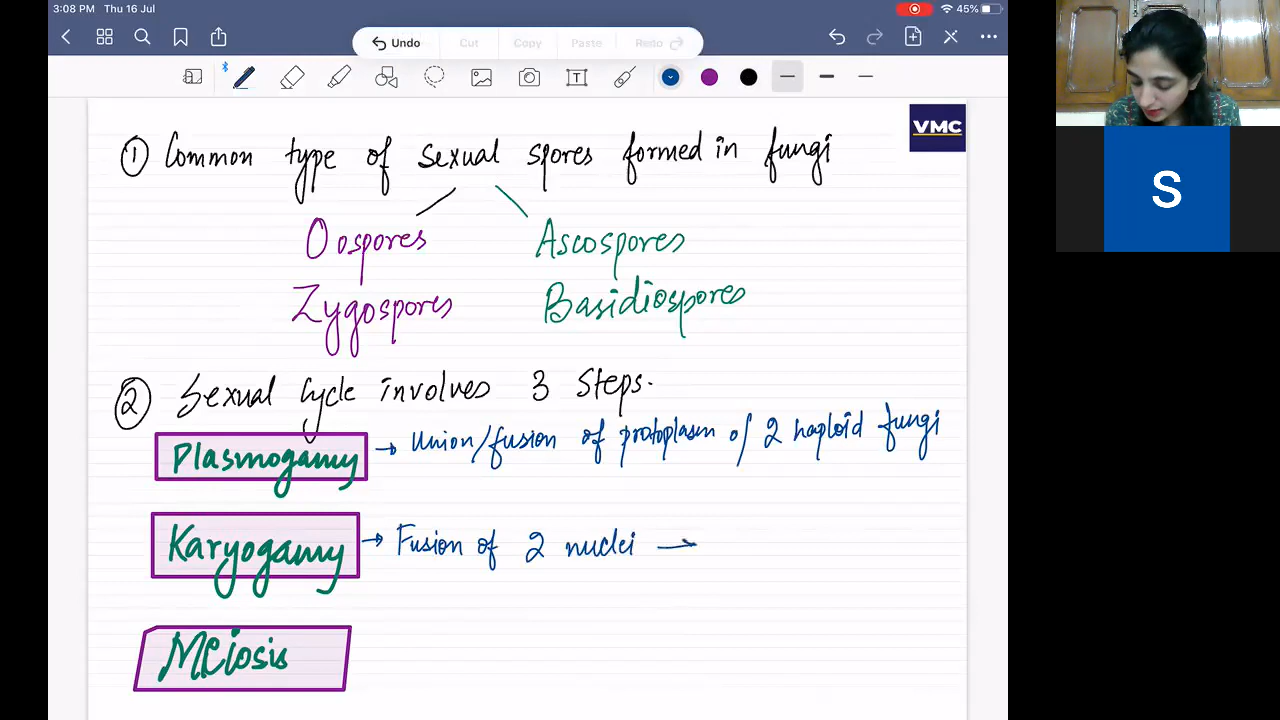 3:08 PM Thu 16 Jul 45%
Undo Cut Copy Paste Redo
T
VMC
① Common type of sexual spores formed in fungi
Oospores Ascospores
Zygospores Basidiospores
② Sexual Cycle involves 3 Steps.
Plasmogamy → Union/fusion of protoplasm of 2 haploid fungi
Karyogamy → Fusion of 2 nuclei →
Meiosis
S